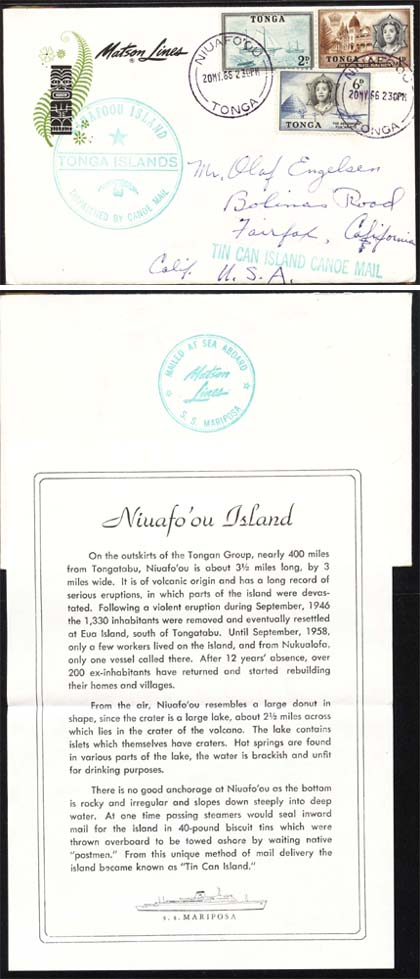 Matson Lines
TONGA
2D
TONGA
1D
TONGA
6D
NIUAFO'OU
20MY.66 230PM
TONGA
NIUAFO'OU
20MY.66 230PM
TONGA
NIUAFOOU ISLAND
TONGA ISLANDS
DISPATCHED BY CANOE MAIL
Mr. Olaf Engelsen
Bolinas Road
Fairfax, California
TIN CAN ISLAND CANOE MAIL
Calif. U.S.A.
MAILED AT SEA ABOARD
Matson
Lines
S. S. MARIPOSA
Niuafo'ou Island
On the outskirts of the Tongan Group, nearly 400 miles
from Tongatabu, Niuafo'ou is about 3½ miles long, by 3
miles wide. It is of volcanic origin and has a long record of
serious eruptions, in which parts of the island were devas-
tated. Following a violent eruption during September, 1946
the 1,330 inhabitants were removed and eventually resettled
at Eua Island, south of Tongatabu. Until September, 1958,
only a few workers lived on the island, and from Nukualofa,
only one vessel called there. After 12 years' absence, over
200 ex-inhabitants have returned and started rebuilding
their homes and villages.
From the air, Niuafo'ou resembles a large donut in
shape, since the crater is a large lake, about 2½ miles across
which lies in the crater of the volcano. The lake contains
islets which themselves have craters. Hot springs are found
in various parts of the lake, the water is brackish and unfit
for drinking purposes.
There is no good anchorage at Niuafo'ou as the bottom
is rocky and irregular and slopes down steeply into deep
water. At one time passing steamers would seal inward
mail for the island in 40-pound biscuit tins which were
thrown overboard to be towed ashore by waiting native
"postmen." From this unique method of mail delivery the
island became known as "Tin Can Island."
S. S. MARIPOSA